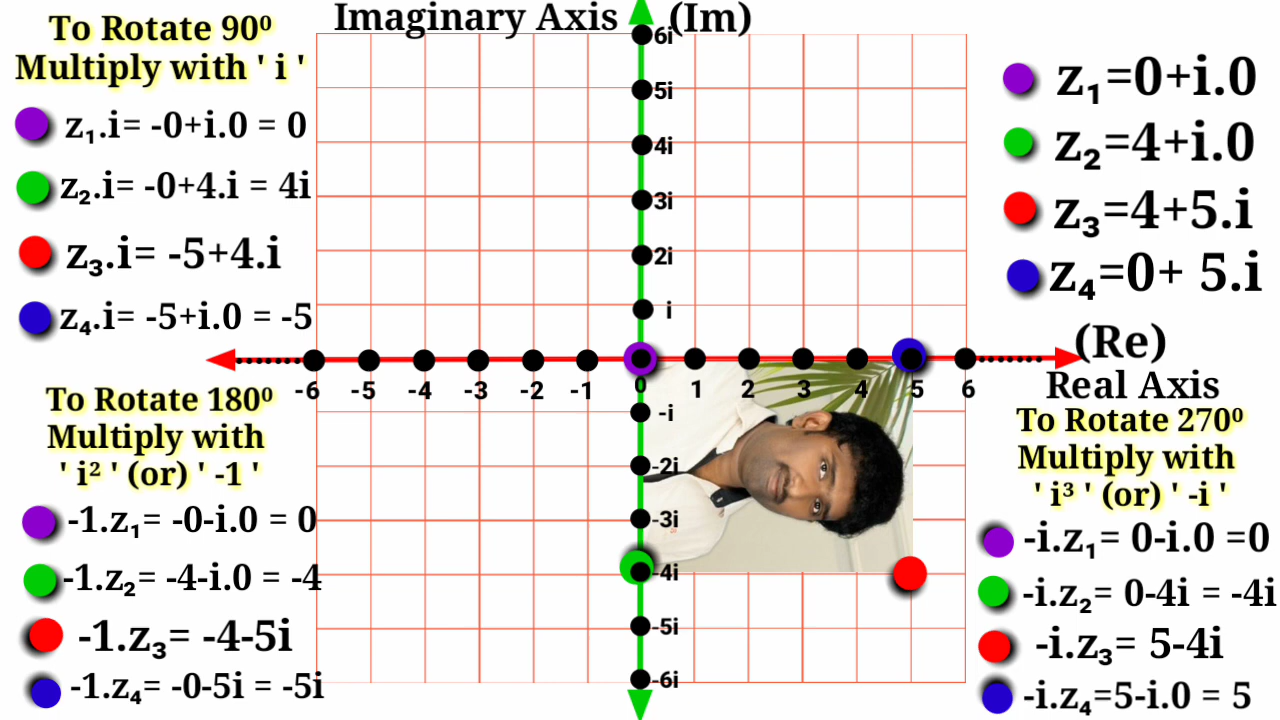 Imaginary Axis (Im)
To Rotate 90⁰
Multiply with ' i '
z₁.i= -0+i.0 = 0
z₂.i= -0+4.i = 4i
z₃.i= -5+4.i
z₄.i= -5+i.0 = -5
To Rotate 180⁰
Multiply with
' i² ' (or) ' -1 '
-1.z₁= -0-i.0 = 0
-1.z₂= -4-i.0 = -4
-1.z₃= -4-5i
-1.z₄= -0-5i = -5i
6i
5i
4i
3i
2i
i
-6 -5 -4 -3 -2 -1 0 1 2 3 4 5 6
-i
-2i
-3i
-4i
-5i
-6i
z₁=0+i.0
z₂=4+i.0
z₃=4+5.i
z₄=0+ 5.i
(Re)
Real Axis
To Rotate 270⁰
Multiply with
' i³ ' (or) ' -i '
-i.z₁= 0-i.0 =0
-i.z₂= 0-4i = -4i
-i.z₃= 5-4i
-i.z₄=5-i.0 = 5